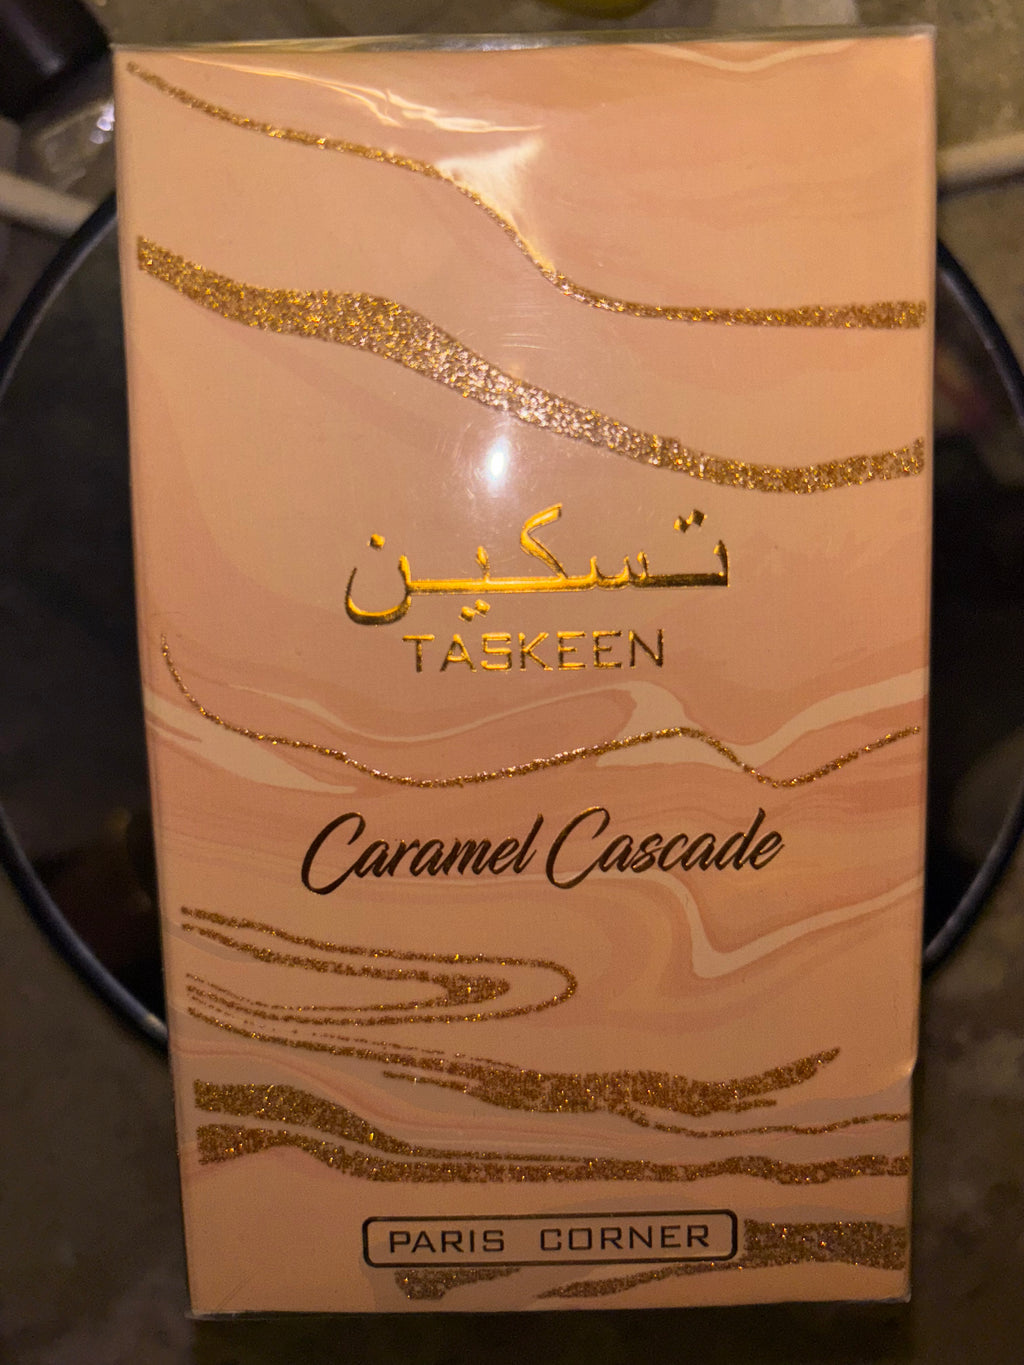 تسكين
TASKEEN
Caramel Cascade
PARIS CORNER